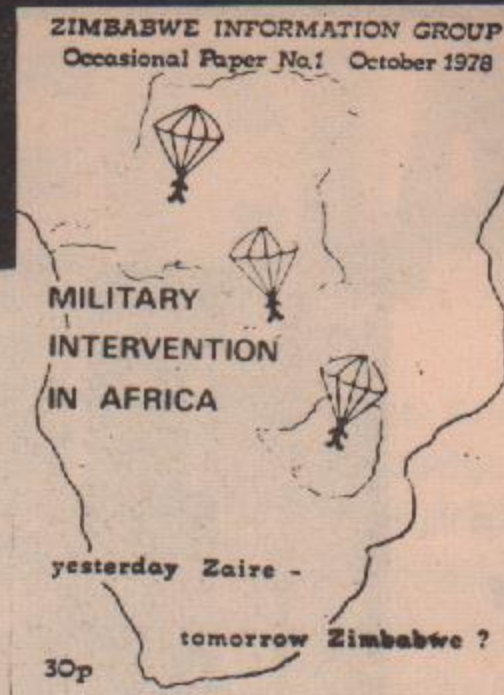 ZIMBABWE INFORMATION GROUP
Occasional Paper No.1 October 1978
MILITARY
INTERVENTION
IN AFRICA
yesterday Zaire -
tomorrow Zimbabwe ?
30p